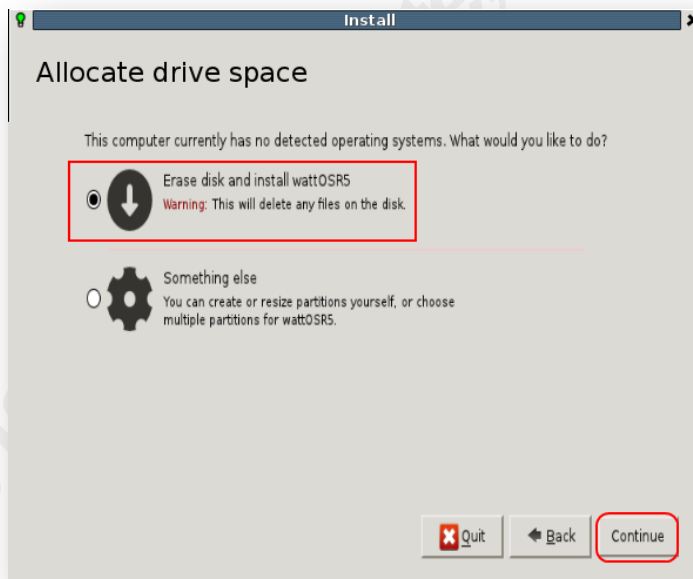 Install
Allocate drive space
This computer currently has no detected operating systems. What would you like to do?
Erase disk and install wattOSR5
Warning: This will delete any files on the disk.
Something else
You can create or resize partitions yourself, or choose
multiple partitions for wattOSR5.
Quit
Back
Continue